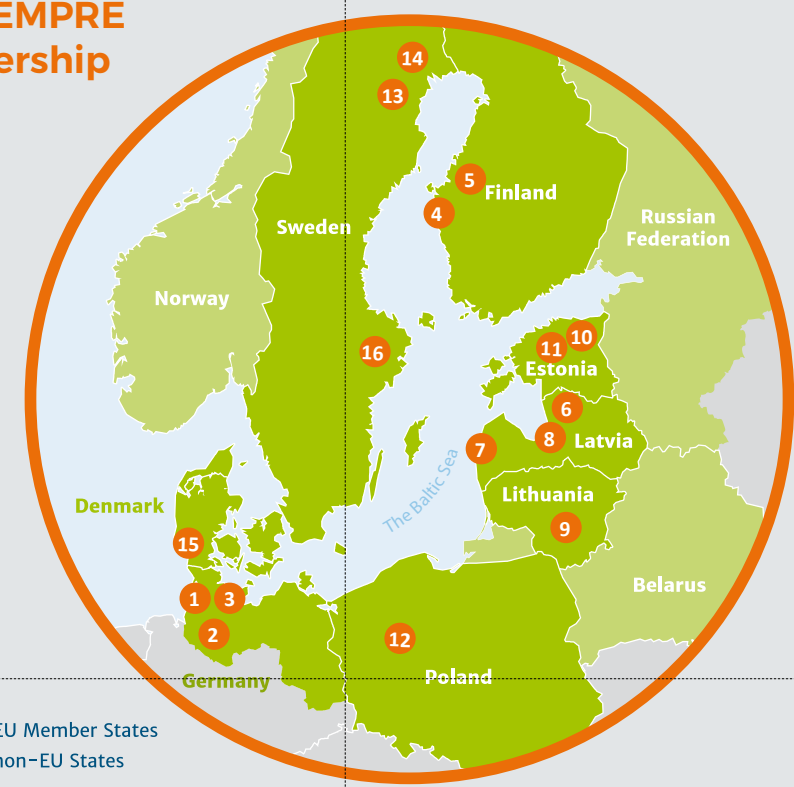 EMPRE
ership
14
13
5
Finland
4
Sweden
Russian
Federation
Norway
16
10
11
Estonia
6
8
Latvia
7
The Baltic Sea
Lithuania
9
Denmark
15
1
3
2
Belarus
12
Germany
Poland
EU Member States
non-EU States